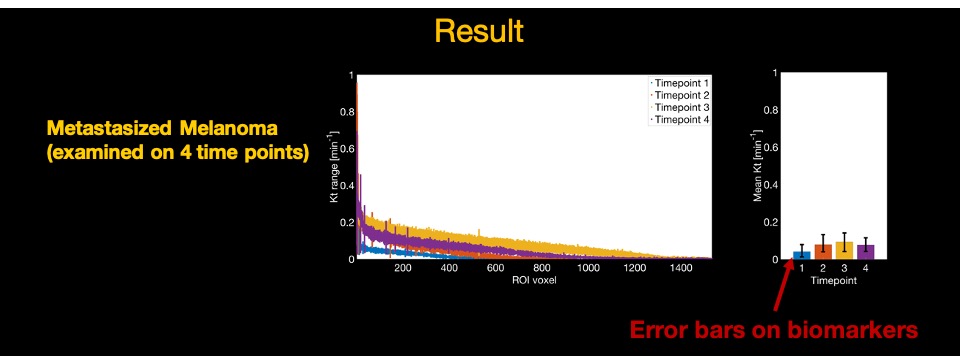 Result
Metastasized Melanoma
(examined on 4 time points)
Kt range [min⁻¹]
1
0.8
0.6
0.4
0.2
0
200 400 600 800 1000 1200 1400
ROI voxel
Timepoint 1
Timepoint 2
Timepoint 3
Timepoint 4
Mean Kt [min⁻¹]
1
0.8
0.6
0.4
0.2
0
1 2 3 4
Timepoint
Error bars on biomarkers